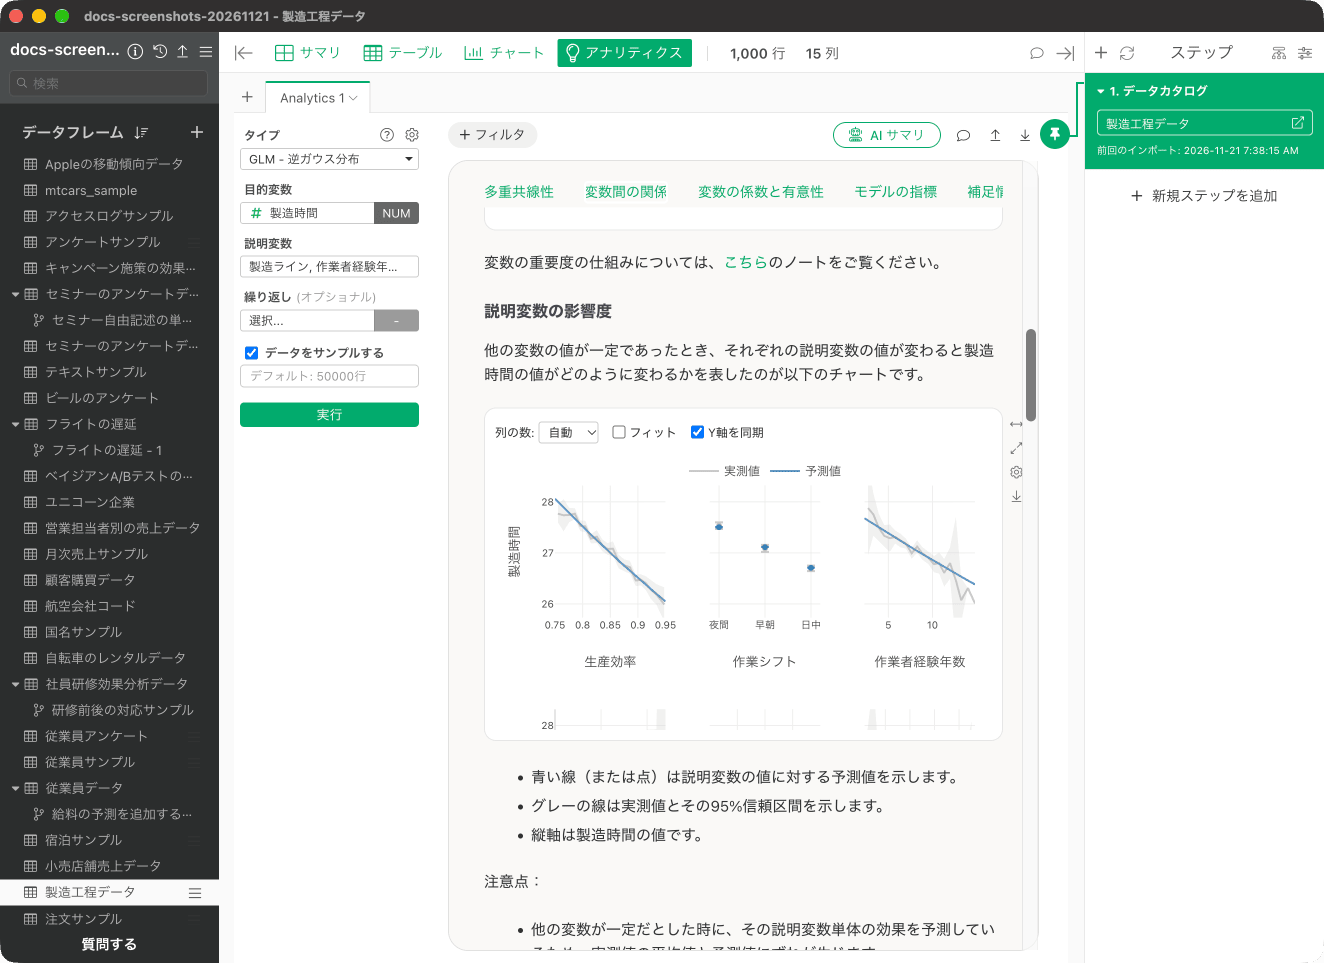 docs-screenshots-20261121 - 製造工程データ
docs-screen...
検索
データフレーム
Appleの移動傾向データ
mtcars_sample
アクセスログサンプル
アンケートサンプル
キャンペーン施策の効果…
セミナーのアンケートデ…
セミナー自由記述の単…
セミナーのアンケートデ…
テキストサンプル
ビールのアンケート
フライトの遅延
フライトの遅延 - 1
ベイジアンA/Bテストの…
ユニコーン企業
営業担当者別の売上データ
月次売上サンプル
顧客購買データ
航空会社コード
国名サンプル
自転車のレンタルデータ
社員研修効果分析データ
研修前後の対応サンプル
従業員アンケート
従業員サンプル
従業員データ
給料の予測を追加する…
宿泊サンプル
小売店舗売上データ
製造工程データ
注文サンプル
質問する
サマリ
テーブル
チャート
アナリティクス
1,000 行
15 列
Analytics 1
タイプ
GLM - 逆ガウス分布
目的変数
# 製造時間 NUM
説明変数
製造ライン, 作業者経験年...
繰り返し (オプショナル)
選択... -
データをサンプルする
デフォルト: 50000行
実行
+ フィルタ
AI サマリ
多重共線性 変数間の関係 変数の係数と有意性 モデルの指標 補足情
変数の重要度の仕組みについては、こちらのノートをご覧ください。
説明変数の影響度
他の変数の値が一定であったとき、それぞれの説明変数の値が変わると製造
時間の値がどのように変わるかを表したのが以下のチャートです。
列の数: 自動 フィット Y軸を同期
実測値 予測値
製造時間
28
27
26
0.75 0.8 0.85 0.9 0.95
夜間 早朝 日中
5 10
生産効率 作業シフト 作業者経験年数
28
• 青い線（または点）は説明変数の値に対する予測値を示します。
• グレーの線は実測値とその95%信頼区間を示します。
• 縦軸は製造時間の値です。
注意点：
• 他の変数が一定だとした時に、その説明変数単体の効果を予測してい
るため、実測値の平均値と予測値にずれが生じます。
ステップ
1. データカタログ
製造工程データ
前回のインポート: 2026-11-21 7:38:15 AM
+ 新規ステップを追加